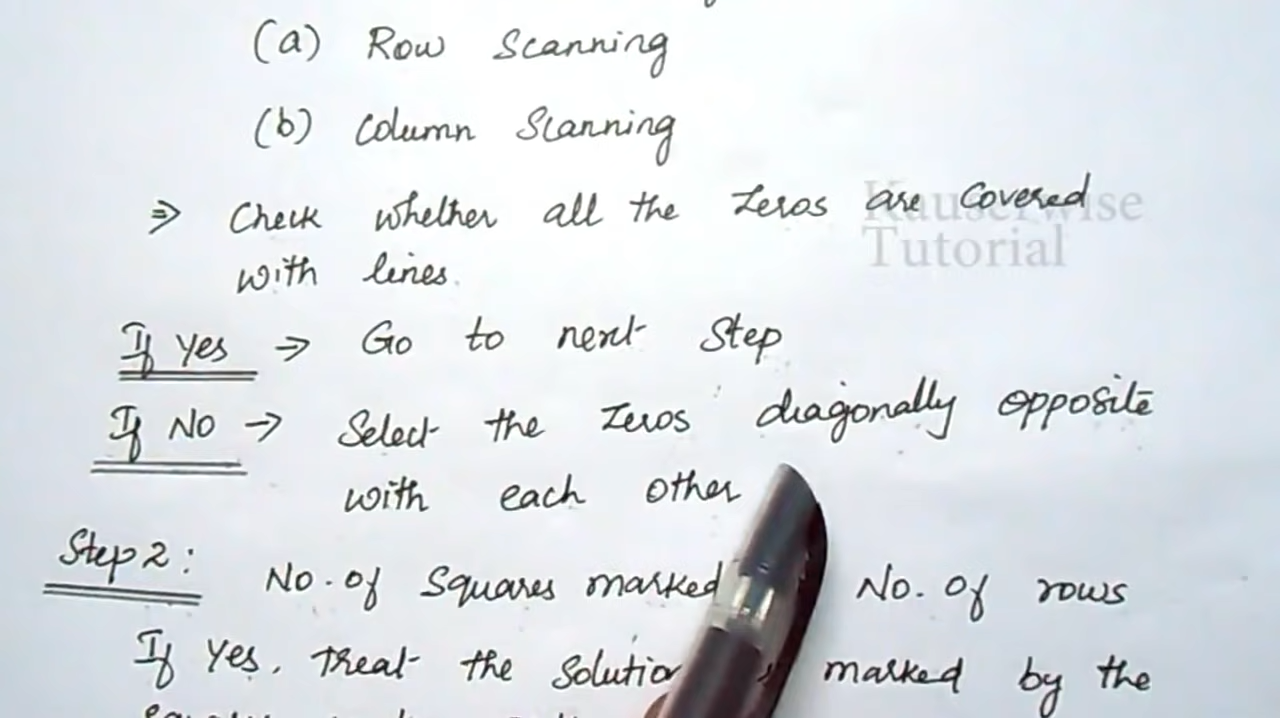 (a) Row Scanning
(b) Column Scanning
⇒ Check whether all the Zeros are Covered
with lines.
Kauserwise
Tutorial
If Yes → Go to next Step
If No → Select the Zeros diagonally opposite
with each other
Step 2: No. of Squares marked No. of rows
If Yes, treat the Solution marked by the